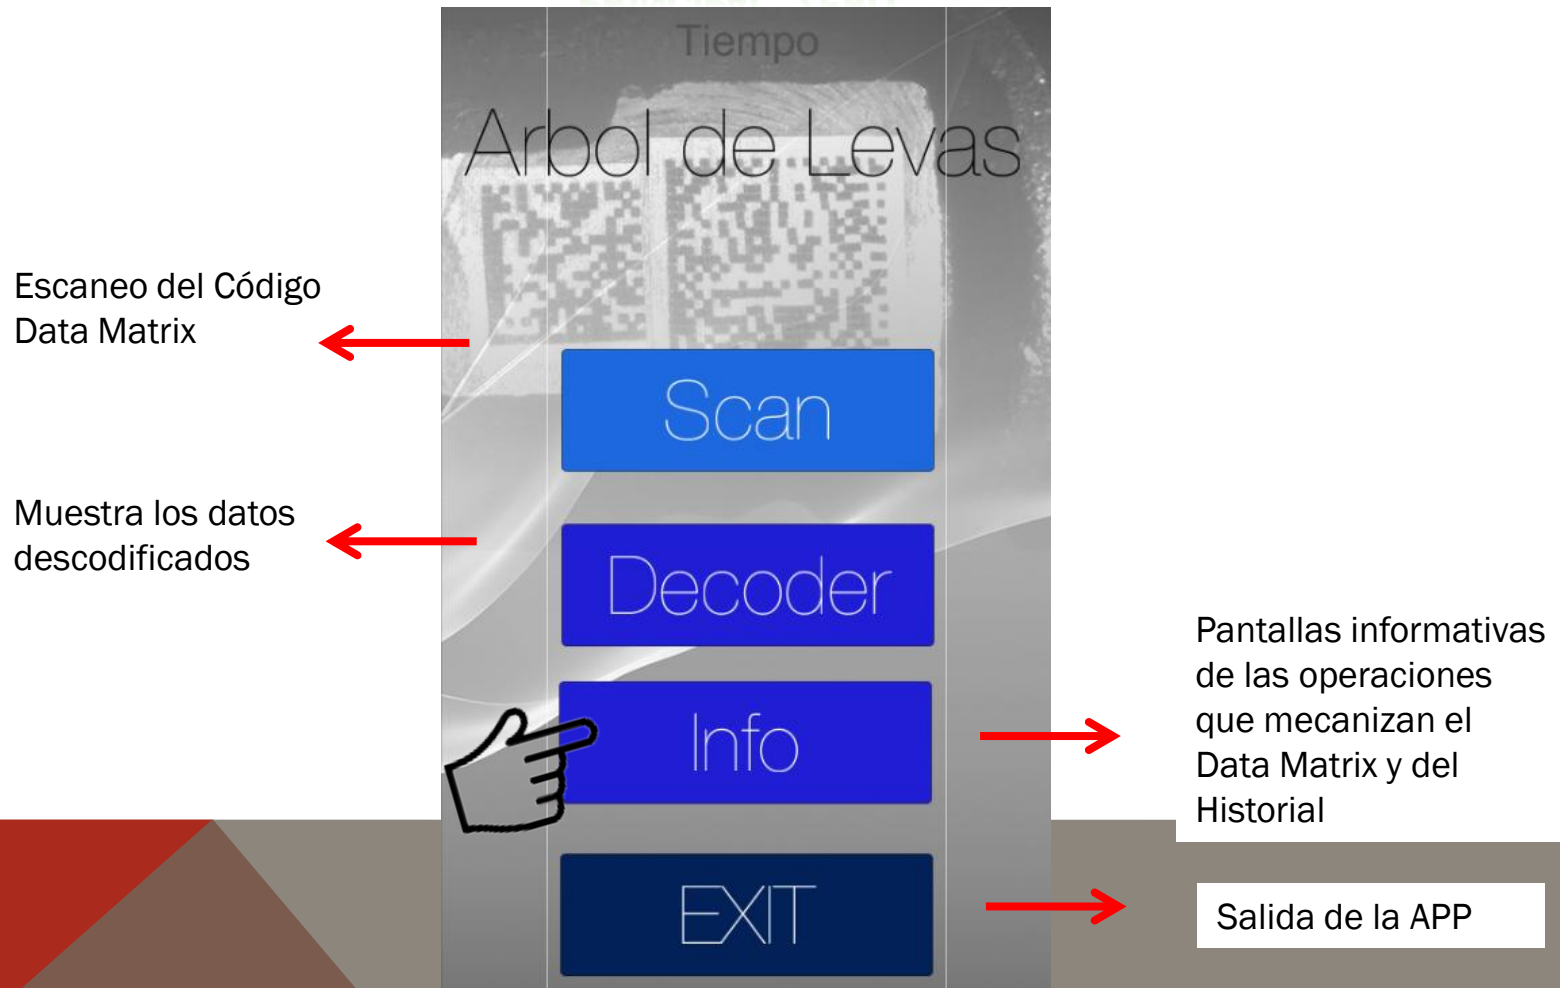 Tiempo
Arbol de Levas
Escaneo del Código
Data Matrix
Scan
Muestra los datos
descodificados
Decoder
Info
Pantallas informativas
de las operaciones
que mecanizan el
Data Matrix y del
Historial
EXIT
Salida de la APP